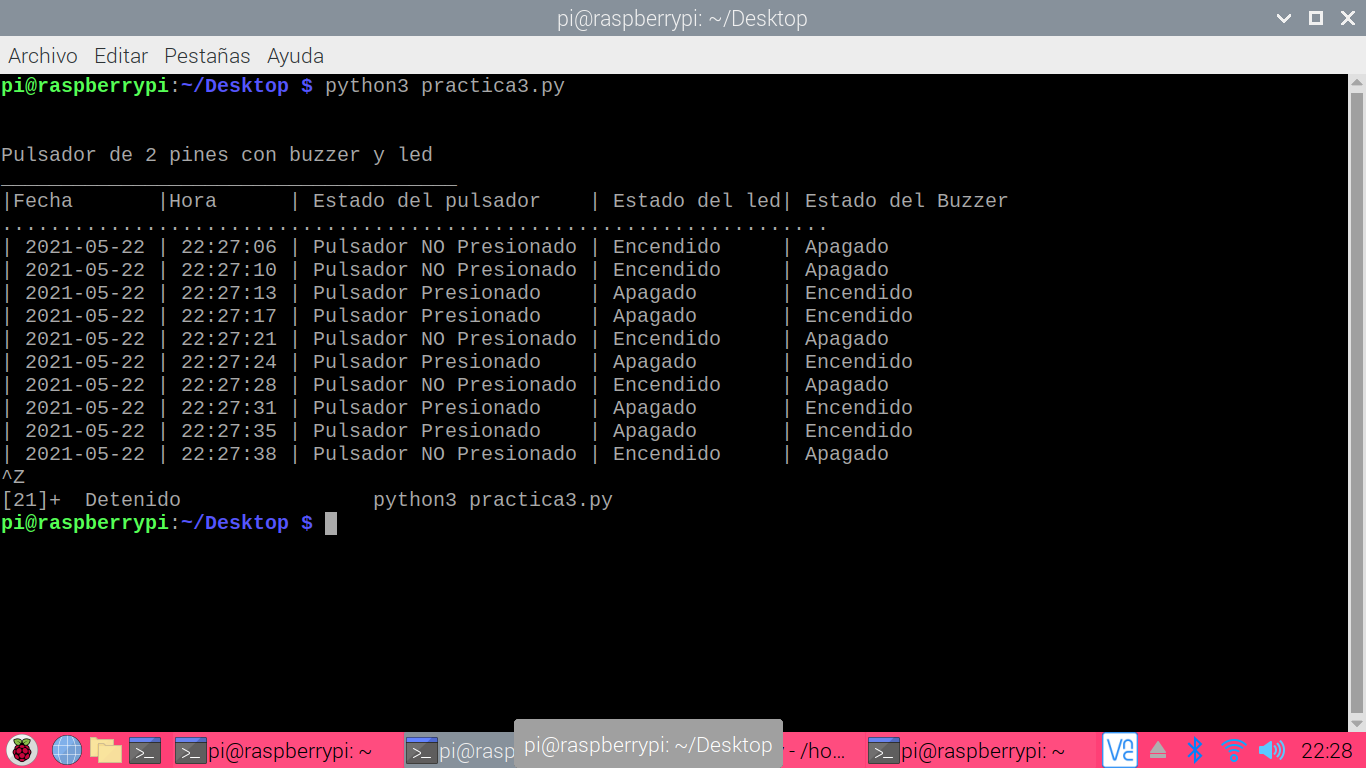 pi@raspberrypi: ~/Desktop
Archivo Editar Pestañas Ayuda
pi@raspberrypi:~/Desktop $ python3 practica3.py
Pulsador de 2 pines con buzzer y led
______________________________________
|Fecha       |Hora      | Estado del pulsador    | Estado del led| Estado del Buzzer
.....................................................................
| 2021-05-22 | 22:27:06 | Pulsador NO Presionado | Encendido     | Apagado
| 2021-05-22 | 22:27:10 | Pulsador NO Presionado | Encendido     | Apagado
| 2021-05-22 | 22:27:13 | Pulsador Presionado    | Apagado       | Encendido
| 2021-05-22 | 22:27:17 | Pulsador Presionado    | Apagado       | Encendido
| 2021-05-22 | 22:27:21 | Pulsador NO Presionado | Encendido     | Apagado
| 2021-05-22 | 22:27:24 | Pulsador Presionado    | Apagado       | Encendido
| 2021-05-22 | 22:27:28 | Pulsador NO Presionado | Encendido     | Apagado
| 2021-05-22 | 22:27:31 | Pulsador Presionado    | Apagado       | Encendido
| 2021-05-22 | 22:27:35 | Pulsador Presionado    | Apagado       | Encendido
| 2021-05-22 | 22:27:38 | Pulsador NO Presionado | Encendido     | Apagado
^Z
[21]+  Detenido                python3 practica3.py
pi@raspberrypi:~/Desktop $
pi@raspberrypi: ~/Desktop
pi@raspberrypi: ~ pi@rasp - /ho... pi@raspberrypi: ~ VNC 22:28